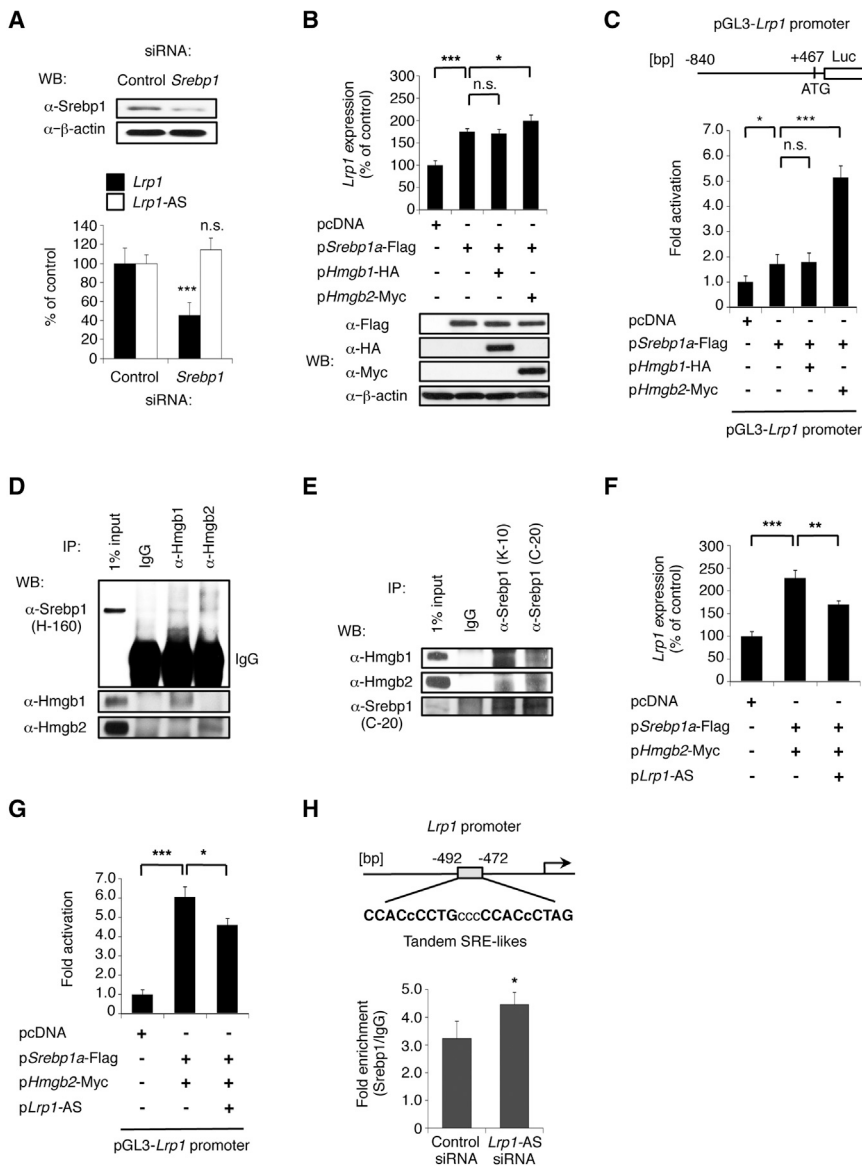 A
siRNA:
WB: Control Srebp1
α-Srebp1
α-β-actin
Lrp1
Lrp1-AS
n.s.
***
140
120
100
80
60
40
20
0
% of control
Control Srebp1
siRNA:
B
*** *
n.s.
300
250
200
150
100
50
0
Lrp1 expression
(% of control)
pcDNA + - - -
pSrebp1a-Flag - + + +
pHmgb1-HA - - + -
pHmgb2-Myc - - - +
WB:
α-Flag
α-HA
α-Myc
α-β-actin
C
pGL3-Lrp1 promoter
[bp] -840 +467 Luc
ATG
* ***
n.s.
7.0
6.0
5.0
4.0
3.0
2.0
1.0
0
Fold activation
pcDNA + - - -
pSrebp1a-Flag - + + +
pHmgb1-HA - - + -
pHmgb2-Myc - - - +
pGL3-Lrp1 promoter
D
IP: 1% input IgG α-Hmgb1 α-Hmgb2
WB:
α-Srebp1
(H-160)
IgG
α-Hmgb1
α-Hmgb2
E
IP: 1% input IgG α-Srebp1 (K-10) α-Srebp1 (C-20)
WB:
α-Hmgb1
α-Hmgb2
α-Srebp1
(C-20)
F
*** **
300
250
200
150
100
50
0
Lrp1 expression
(% of control)
pcDNA + - -
pSrebp1a-Flag - + +
pHmgb2-Myc - + +
pLrp1-AS - - +
G
*** *
7.0
6.0
5.0
4.0
3.0
2.0
1.0
0
Fold activation
pcDNA + - -
pSrebp1a-Flag - + +
pHmgb2-Myc - + +
pLrp1-AS - - +
pGL3-Lrp1 promoter
H
Lrp1 promoter
[bp] -492 -472
CCACcCCTGcccCCACcCTAG
Tandem SRE-likes
*
5.0
4.0
3.0
2.0
1.0
0
Fold enrichment
(Srebp1/IgG)
Control Lrp1-AS
siRNA siRNA